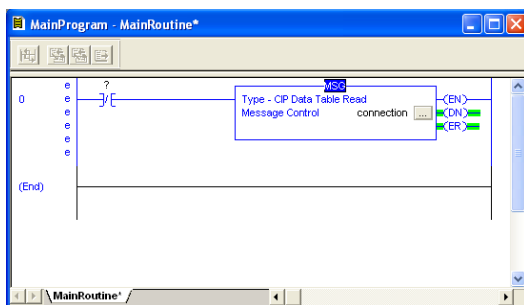 MainProgram - MainRoutine*
e
?
MSG
0
e
Type - CIP Data Table Read
(EN)
e
Message Control
connection
...
(DN)
e
(ER)
e
e
(End)
MainRoutine*